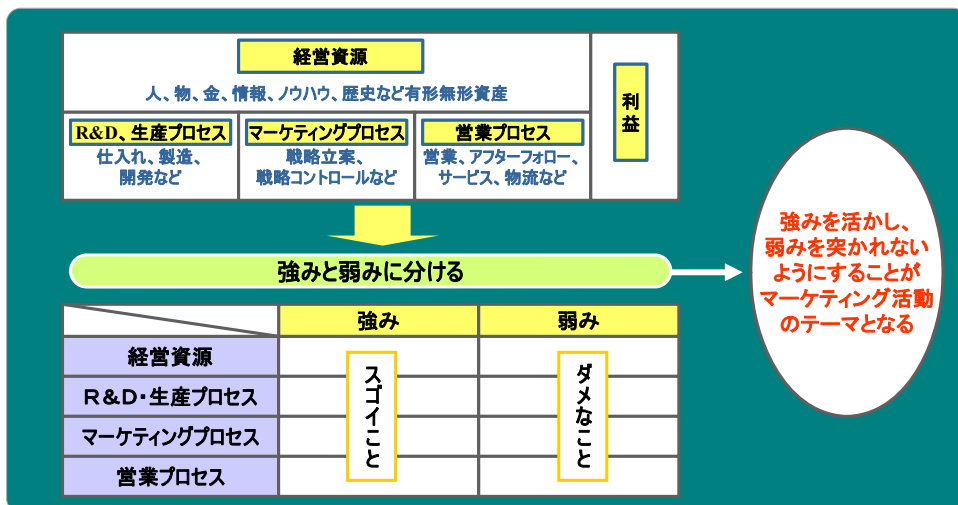 経営資源
人、物、金、情報、ノウハウ、歴史など有形無形資産
利益
R&D、生産プロセス
仕入れ、製造、
開発など
マーケティングプロセス
戦略立案、
戦略コントロールなど
営業プロセス
営業、アフターフォロー、
サービス、物流など
強みと弱みに分ける
強みを活かし、
弱みを突かれない
ようにすることが
マーケティング活動
のテーマとなる
強み
弱み
経営資源
R&D・生産プロセス
マーケティングプロセス
営業プロセス
スゴイこと
ダメなこと